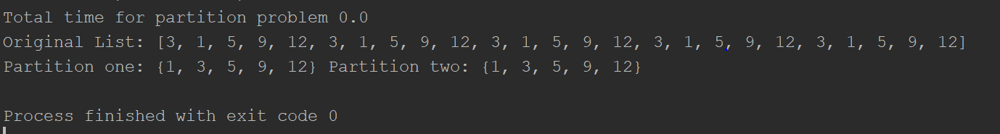 Total time for partition problem 0.0
Original List: [3, 1, 5, 9, 12, 3, 1, 5, 9, 12, 3, 1, 5, 9, 12, 3, 1, 5, 9, 12, 3, 1, 5, 9, 12]
Partition one: {1, 3, 5, 9, 12} Partition two: {1, 3, 5, 9, 12}
Process finished with exit code 0